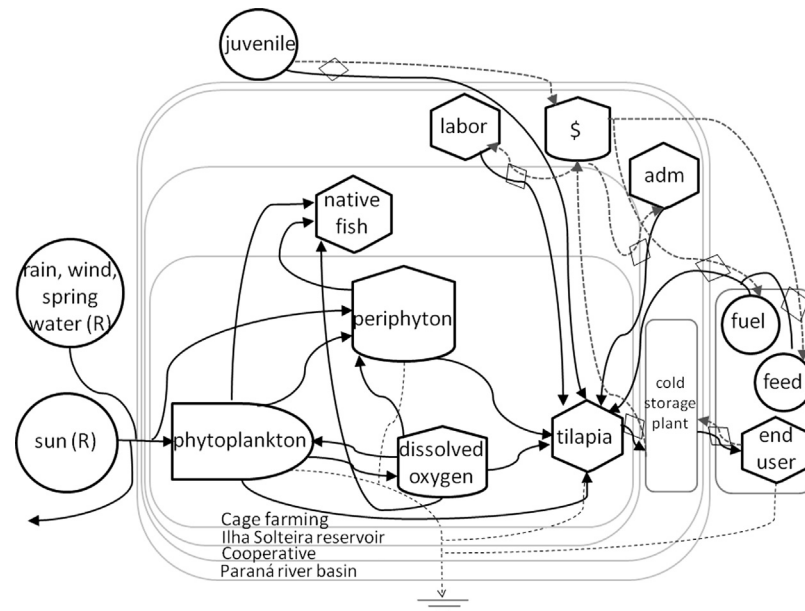 juvenile
labor
$
adm
native
fish
rain, wind,
spring
water (R)
periphyton
fuel
feed
cold
storage
plant
sun (R)
phytoplankton
dissolved
oxygen
tilapia
end
user
Cage farming
Ilha Solteira reservoir
Cooperative
Paraná river basin